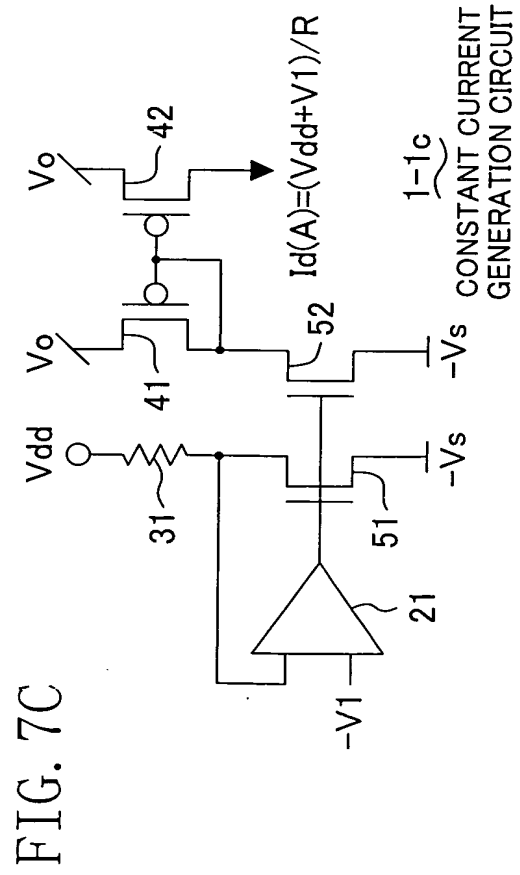 FIG. 7C
Vdd
Vo
Vo
31
41
42
52
Id(A)=(Vdd+V1)/R
-V1
21
51
-Vs
-Vs
1-1c
CONSTANT CURRENT
GENERATION CIRCUIT